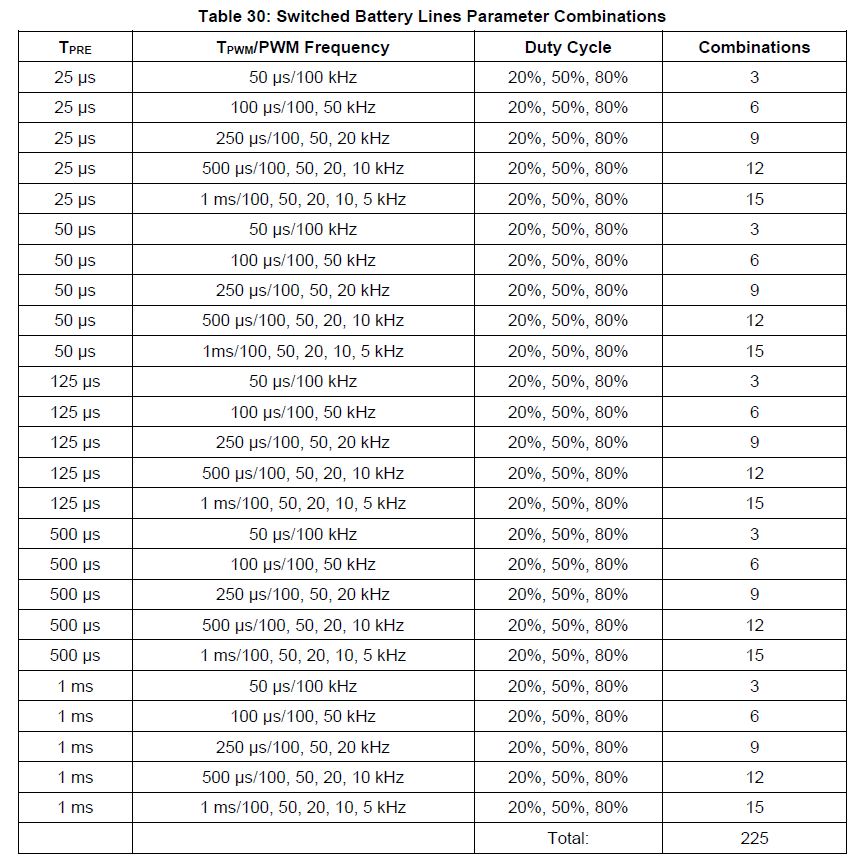 Table 30: Switched Battery Lines Parameter Combinations
TPRE TPWM/PWM Frequency Duty Cycle Combinations
25 µs 50 µs/100 kHz 20%, 50%, 80% 3
25 µs 100 µs/100, 50 kHz 20%, 50%, 80% 6
25 µs 250 µs/100, 50, 20 kHz 20%, 50%, 80% 9
25 µs 500 µs/100, 50, 20, 10 kHz 20%, 50%, 80% 12
25 µs 1 ms/100, 50, 20, 10, 5 kHz 20%, 50%, 80% 15
50 µs 50 µs/100 kHz 20%, 50%, 80% 3
50 µs 100 µs/100, 50 kHz 20%, 50%, 80% 6
50 µs 250 µs/100, 50, 20 kHz 20%, 50%, 80% 9
50 µs 500 µs/100, 50, 20, 10 kHz 20%, 50%, 80% 12
50 µs 1ms/100, 50, 20, 10, 5 kHz 20%, 50%, 80% 15
125 µs 50 µs/100 kHz 20%, 50%, 80% 3
125 µs 100 µs/100, 50 kHz 20%, 50%, 80% 6
125 µs 250 µs/100, 50, 20 kHz 20%, 50%, 80% 9
125 µs 500 µs/100, 50, 20, 10 kHz 20%, 50%, 80% 12
125 µs 1 ms/100, 50, 20, 10, 5 kHz 20%, 50%, 80% 15
500 µs 50 µs/100 kHz 20%, 50%, 80% 3
500 µs 100 µs/100, 50 kHz 20%, 50%, 80% 6
500 µs 250 µs/100, 50, 20 kHz 20%, 50%, 80% 9
500 µs 500 µs/100, 50, 20, 10 kHz 20%, 50%, 80% 12
500 µs 1 ms/100, 50, 20, 10, 5 kHz 20%, 50%, 80% 15
1 ms 50 µs/100 kHz 20%, 50%, 80% 3
1 ms 100 µs/100, 50 kHz 20%, 50%, 80% 6
1 ms 250 µs/100, 50, 20 kHz 20%, 50%, 80% 9
1 ms 500 µs/100, 50, 20, 10 kHz 20%, 50%, 80% 12
1 ms 1 ms/100, 50, 20, 10, 5 kHz 20%, 50%, 80% 15
Total: 225